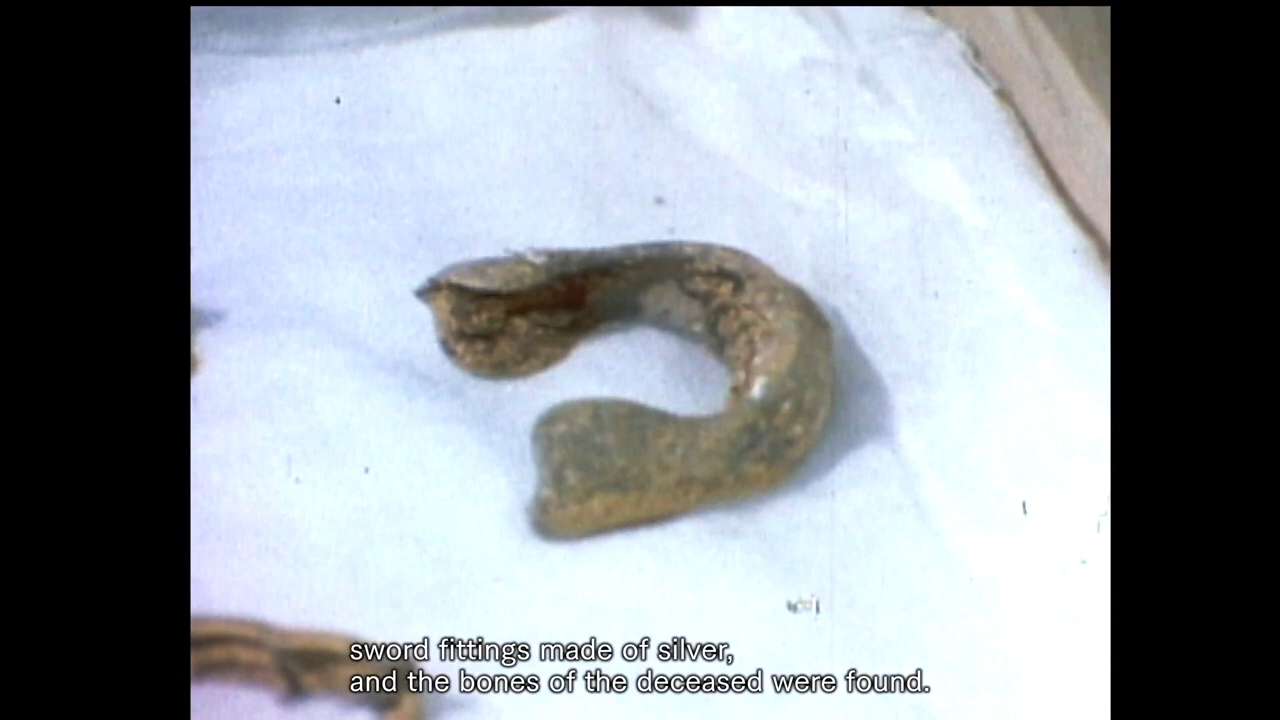 sword fittings made of silver,
and the bones of the deceased were found.